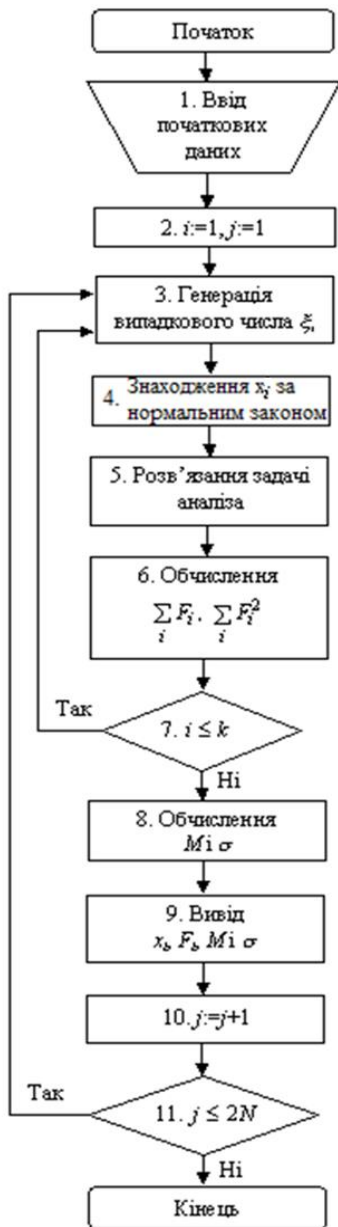 Початок
1. Ввід
початкових
даних
2. i:=1, j:=1
3. Генерація
випадкового числа ξᵢ
4. Знаходження xᵢ за
нормальним законом
5. Розв’язання задачі
аналіза
6. Обчислення
∑ᵢ Fᵢ . ∑ᵢ Fᵢ²
Так
7. i ≤ k
Ні
8. Обчислення
M і σ
9. Вивід
xᵢ, Fᵢ, M і σ
10. j:=j+1
Так
11. j ≤ 2N
Ні
Кінець